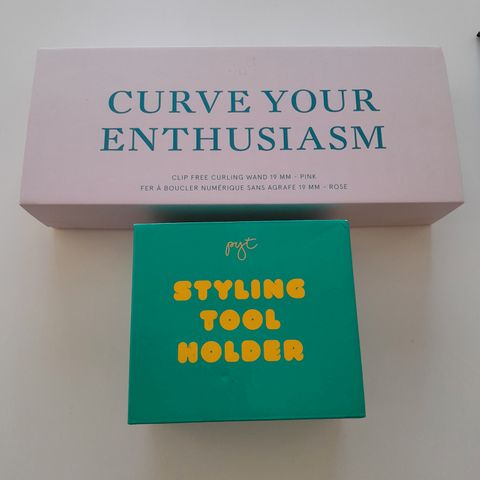 CURVE YOUR
ENTHUSIASM
CLIP FREE CURLING WAND 19 MM - PINK
FER À BOUCLER NUMÉRIQUE SANS AGRAFE 19 MM - ROSE
pyt
STYLING
TOOL
HOLDER